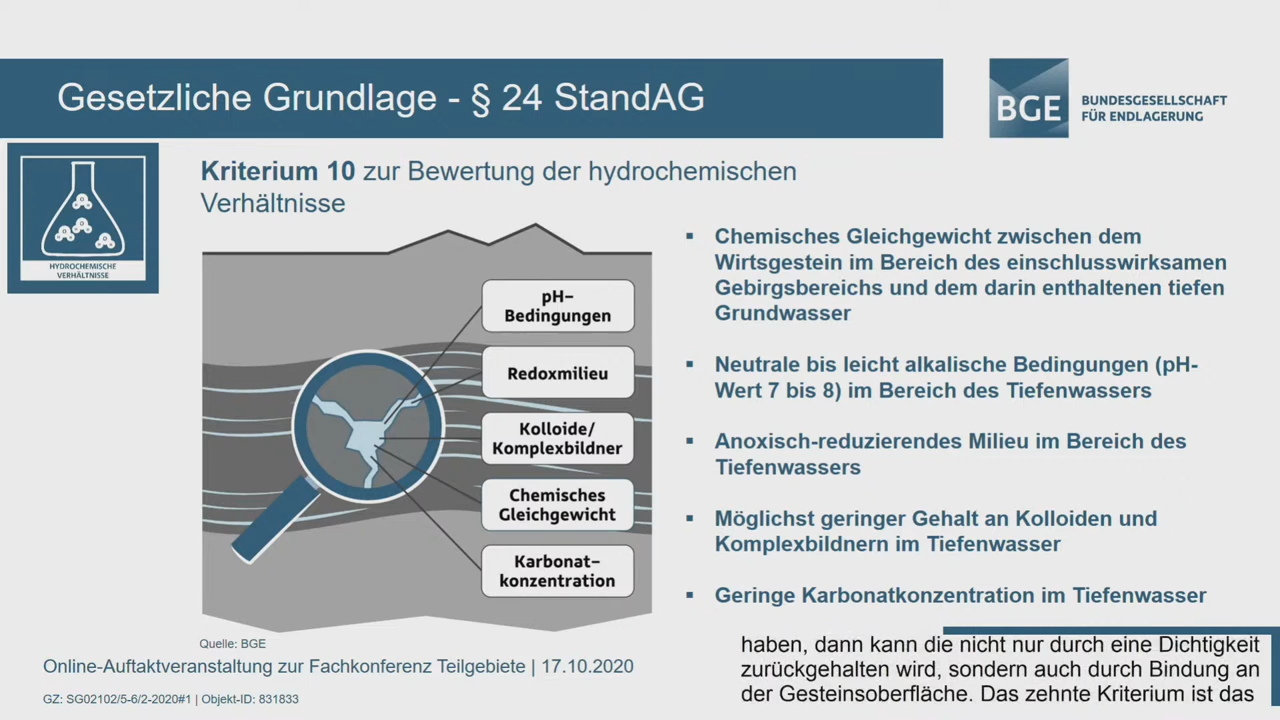 Gesetzliche Grundlage - § 24 StandAG
BGE
BUNDESGESELLSCHAFT
FÜR ENDLAGERUNG
HYDROCHEMISCHE
VERHÄLTNISSE
Kriterium 10 zur Bewertung der hydrochemischen
Verhältnisse
pH–
Bedingungen
Redoxmilieu
Kolloide/
Komplexbildner
Chemisches
Gleichgewicht
Karbonat–
konzentration
Quelle: BGE
▪ Chemisches Gleichgewicht zwischen dem
Wirtsgestein im Bereich des einschlusswirksamen
Gebirgsbereichs und dem darin enthaltenen tiefen
Grundwasser
▪ Neutrale bis leicht alkalische Bedingungen (pH-
Wert 7 bis 8) im Bereich des Tiefenwassers
▪ Anoxisch-reduzierendes Milieu im Bereich des
Tiefenwassers
▪ Möglichst geringer Gehalt an Kolloiden und
Komplexbildnern im Tiefenwasser
▪ Geringe Karbonatkonzentration im Tiefenwasser
Online-Auftaktveranstaltung zur Fachkonferenz Teilgebiete | 17.10.2020
GZ: SG02102/5-6/2-2020#1 | Objekt-ID: 831833
haben, dann kann die nicht nur durch eine Dichtigkeit
zurückgehalten wird, sondern auch durch Bindung an
der Gesteinsoberfläche. Das zehnte Kriterium ist das